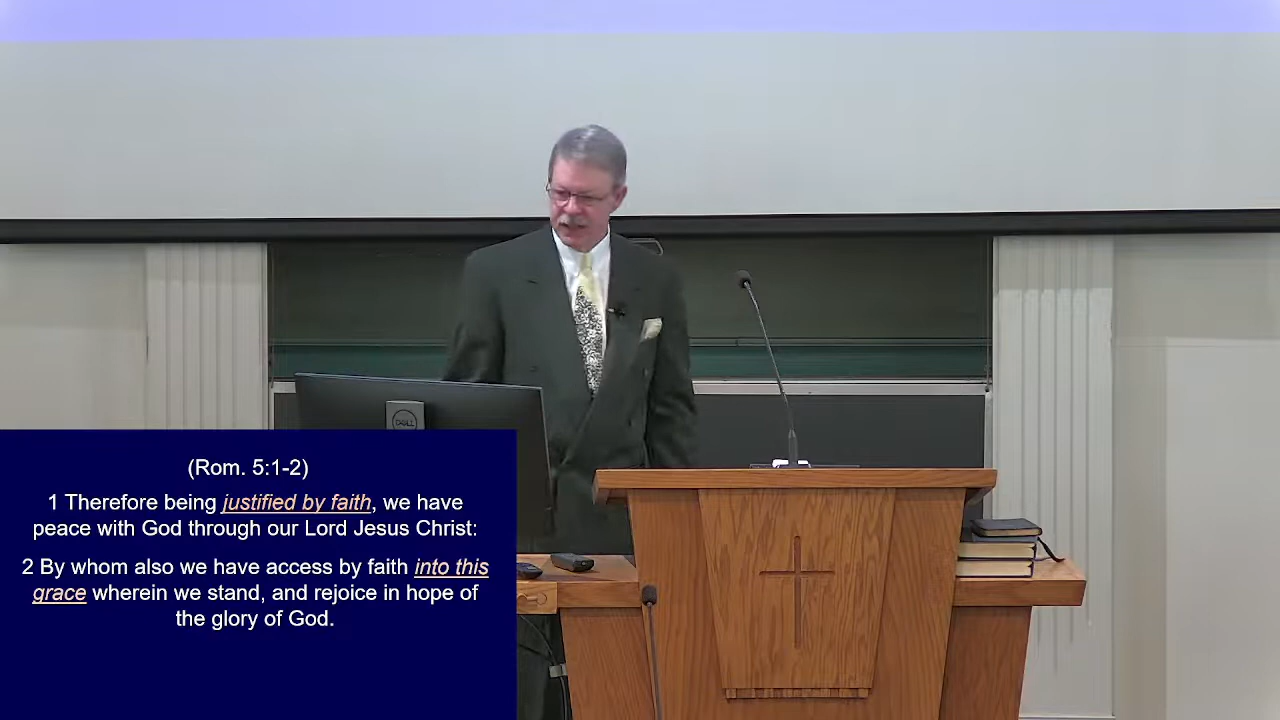 DELL
(Rom. 5:1-2)
1 Therefore being justified by faith, we have
peace with God through our Lord Jesus Christ:
2 By whom also we have access by faith into this
grace wherein we stand, and rejoice in hope of
the glory of God.